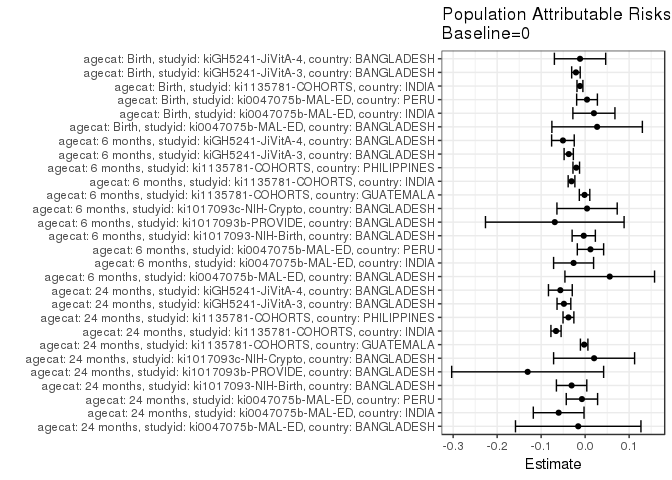 Population Attributable Risks
Baseline=0
agecat: Birth, studyid: kiGH5241-JiVitA-4, country: BANGLADESH
agecat: Birth, studyid: kiGH5241-JiVitA-3, country: BANGLADESH
agecat: Birth, studyid: ki1135781-COHORTS, country: INDIA
agecat: Birth, studyid: ki0047075b-MAL-ED, country: PERU
agecat: Birth, studyid: ki0047075b-MAL-ED, country: INDIA
agecat: Birth, studyid: ki0047075b-MAL-ED, country: BANGLADESH
agecat: 6 months, studyid: kiGH5241-JiVitA-4, country: BANGLADESH
agecat: 6 months, studyid: kiGH5241-JiVitA-3, country: BANGLADESH
agecat: 6 months, studyid: ki1135781-COHORTS, country: PHILIPPINES
agecat: 6 months, studyid: ki1135781-COHORTS, country: INDIA
agecat: 6 months, studyid: ki1135781-COHORTS, country: GUATEMALA
agecat: 6 months, studyid: ki1017093c-NIH-Crypto, country: BANGLADESH
agecat: 6 months, studyid: ki1017093b-PROVIDE, country: BANGLADESH
agecat: 6 months, studyid: ki1017093-NIH-Birth, country: BANGLADESH
agecat: 6 months, studyid: ki0047075b-MAL-ED, country: PERU
agecat: 6 months, studyid: ki0047075b-MAL-ED, country: INDIA
agecat: 6 months, studyid: ki0047075b-MAL-ED, country: BANGLADESH
agecat: 24 months, studyid: kiGH5241-JiVitA-4, country: BANGLADESH
agecat: 24 months, studyid: kiGH5241-JiVitA-3, country: BANGLADESH
agecat: 24 months, studyid: ki1135781-COHORTS, country: PHILIPPINES
agecat: 24 months, studyid: ki1135781-COHORTS, country: INDIA
agecat: 24 months, studyid: ki1135781-COHORTS, country: GUATEMALA
agecat: 24 months, studyid: ki1017093c-NIH-Crypto, country: BANGLADESH
agecat: 24 months, studyid: ki1017093b-PROVIDE, country: BANGLADESH
agecat: 24 months, studyid: ki1017093-NIH-Birth, country: BANGLADESH
agecat: 24 months, studyid: ki0047075b-MAL-ED, country: PERU
agecat: 24 months, studyid: ki0047075b-MAL-ED, country: INDIA
agecat: 24 months, studyid: ki0047075b-MAL-ED, country: BANGLADESH
-0.3 -0.2 -0.1 0.0 0.1
Estimate